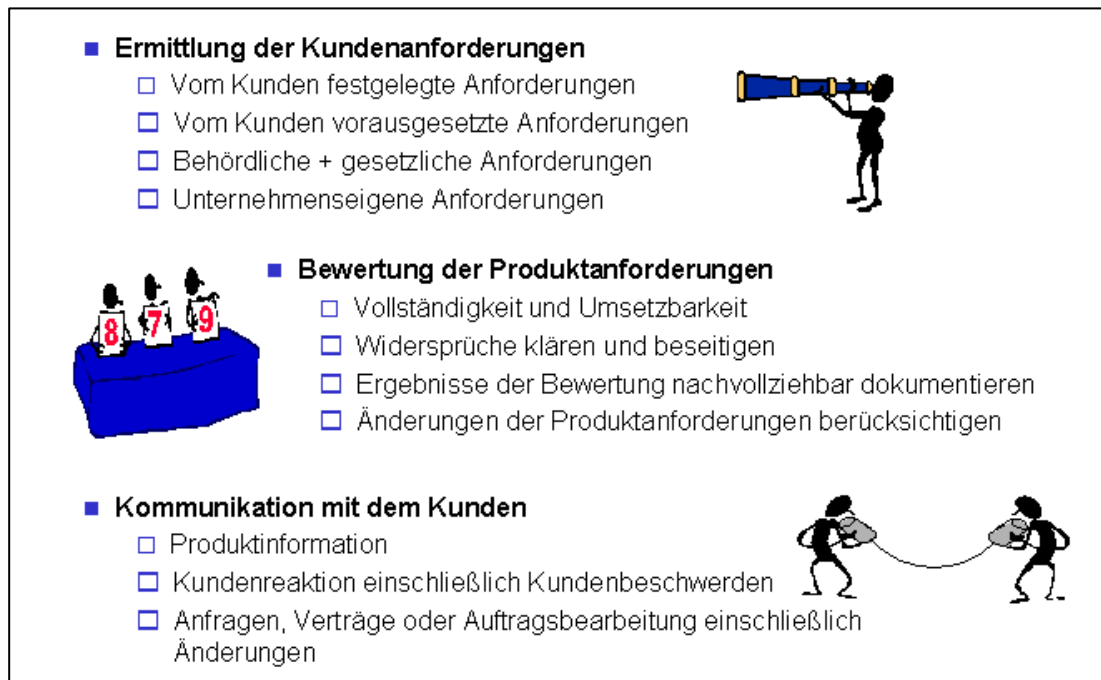 Ermittlung der Kundenanforderungen
Vom Kunden festgelegte Anforderungen
Vom Kunden vorausgesetzte Anforderungen
Behördliche + gesetzliche Anforderungen
Unternehmenseigene Anforderungen
Bewertung der Produktanforderungen
8 7 9
Vollständigkeit und Umsetzbarkeit
Widersprüche klären und beseitigen
Ergebnisse der Bewertung nachvollziehbar dokumentieren
Änderungen der Produktanforderungen berücksichtigen
Kommunikation mit dem Kunden
Produktinformation
Kundenreaktion einschließlich Kundenbeschwerden
Anfragen, Verträge oder Auftragsbearbeitung einschließlich
Änderungen